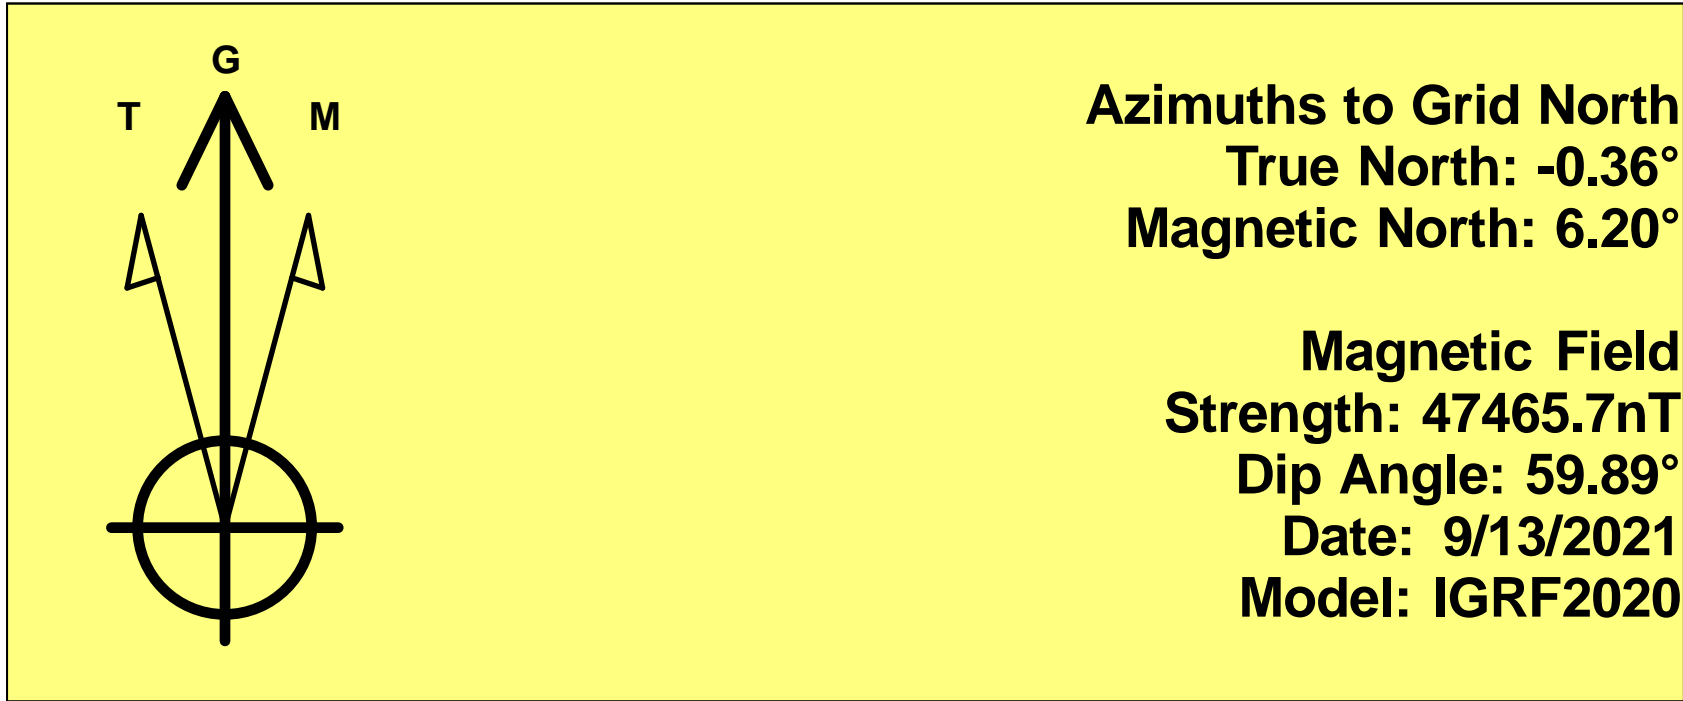 G
T M
Azimuths to Grid North
True North: -0.36°
Magnetic North: 6.20°
Magnetic Field
Strength: 47465.7nT
Dip Angle: 59.89°
Date: 9/13/2021
Model: IGRF2020